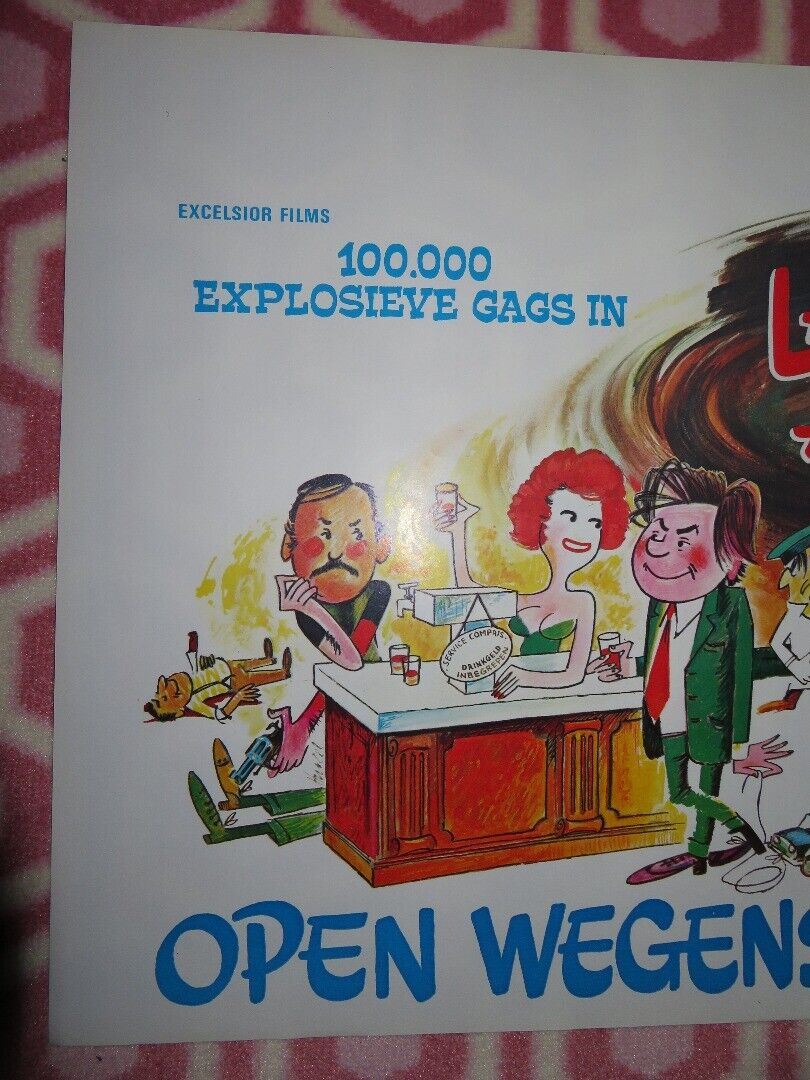 EXCELSIOR FILMS
100.000
EXPLOSIEVE GAGS IN
SERVICE COMPRIS.
DRINKGELD
INBEGREPEN
OPEN WEGENS